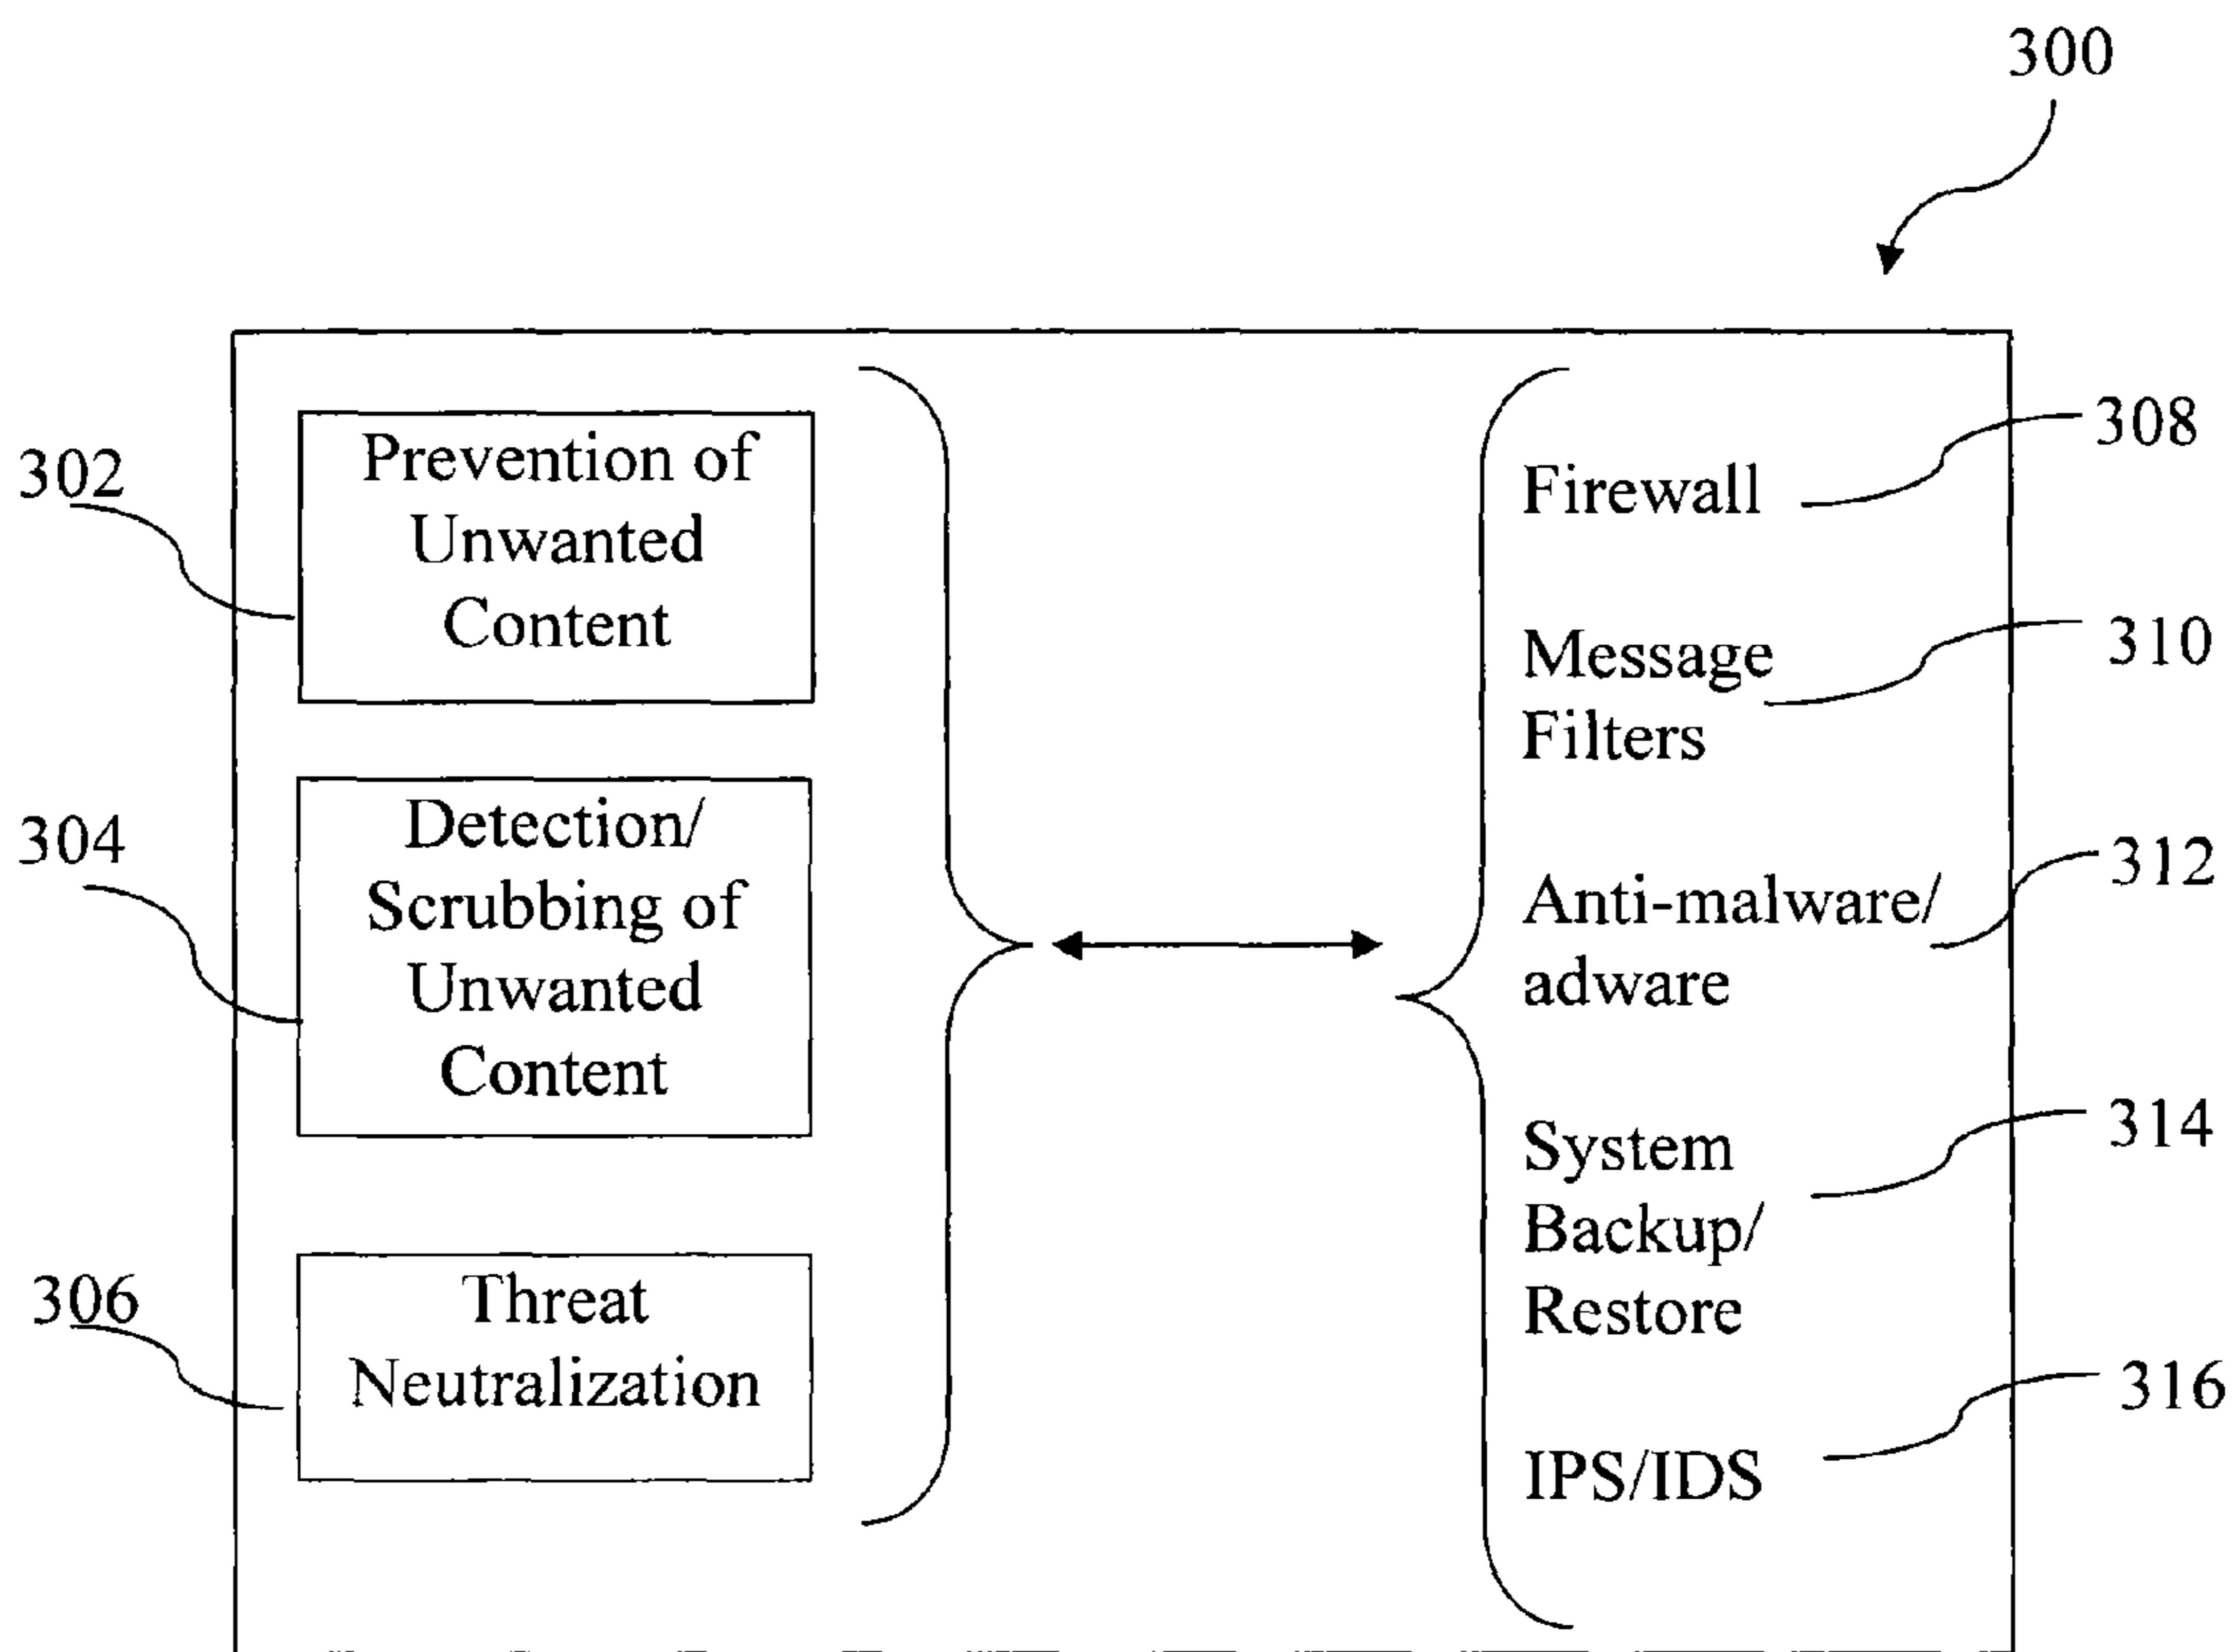 300
302
Prevention of
Unwanted
Content
304
Detection/
Scrubbing of
Unwanted
Content
306
Threat
Neutralization
Firewall
308
Message
Filters
310
Anti-malware/
adware
312
System
Backup/
Restore
314
IPS/IDS
316